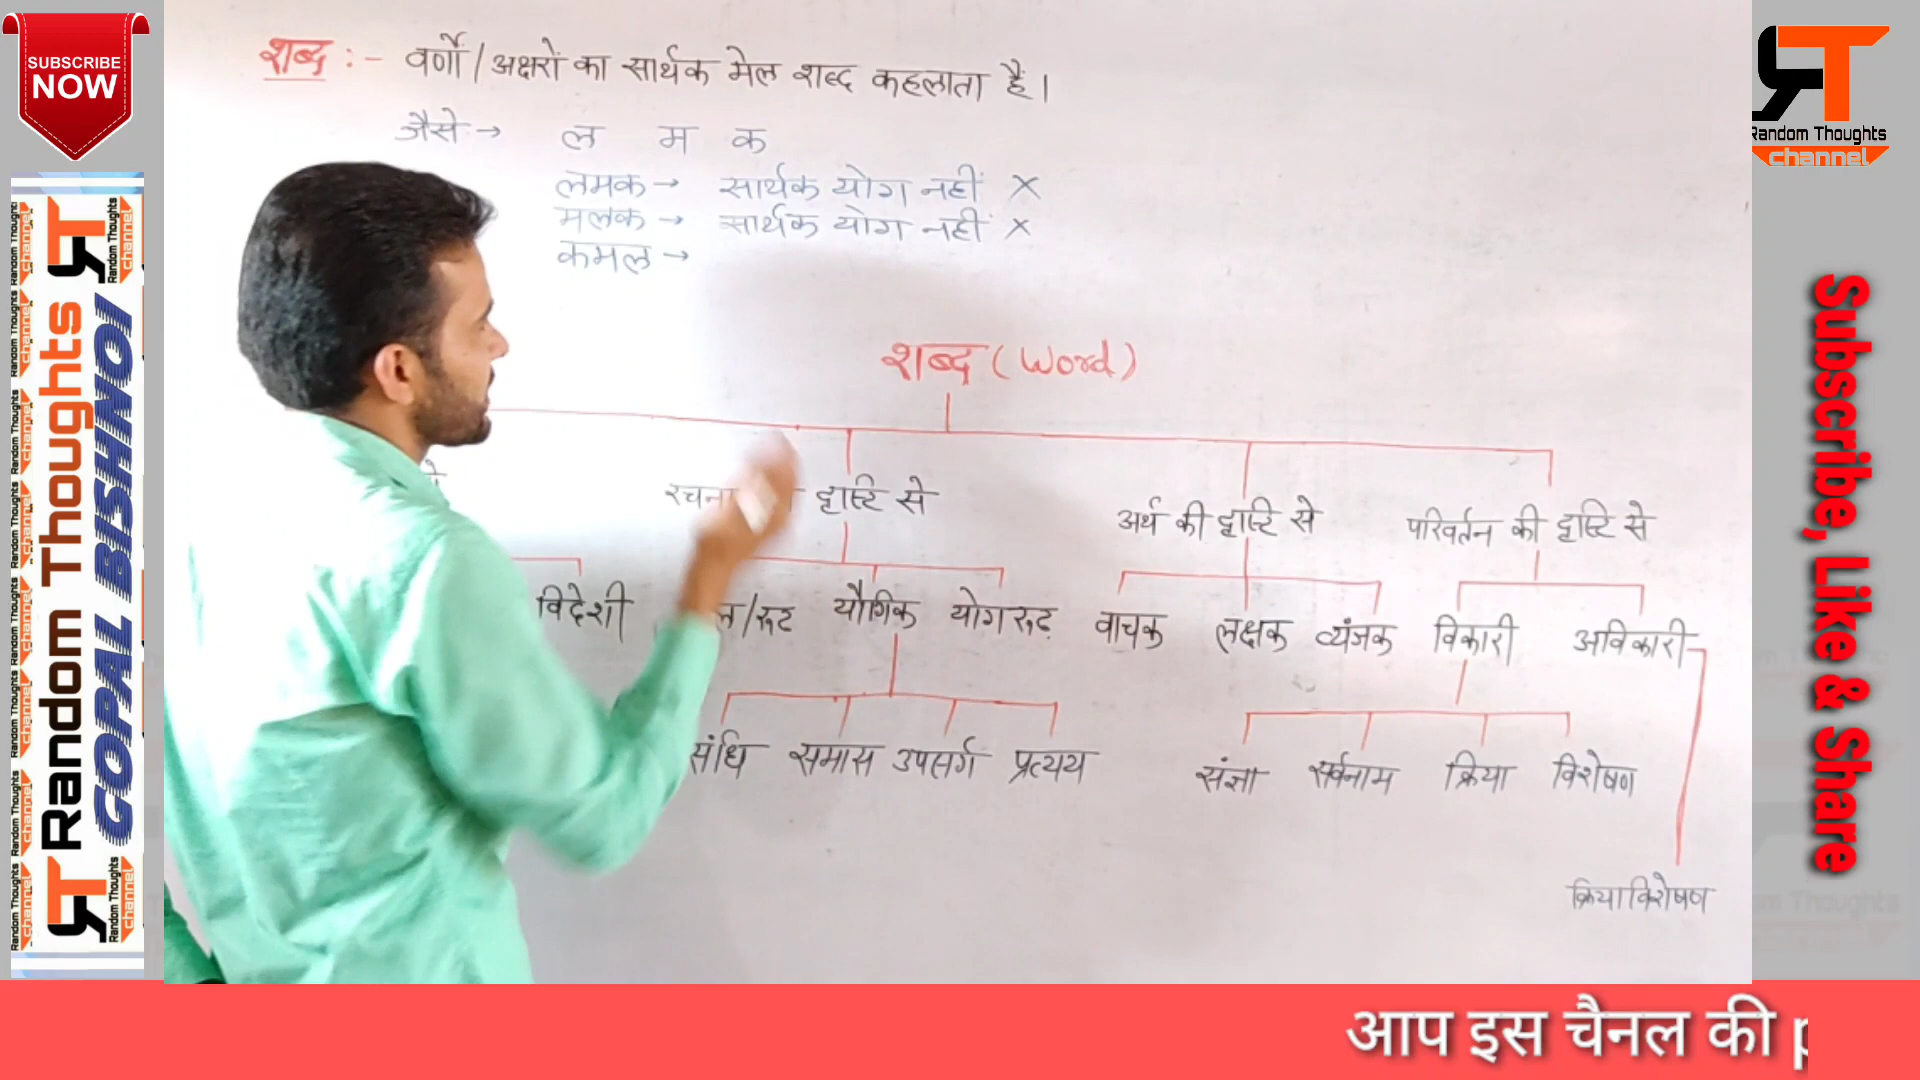 SUBSCRIBE
NOW
Random Thoughts
GOPAL BISHNOI
शब्द :- वर्णों/अक्षरों का सार्थक मेल शब्द कहलाता है।
जैसे → ल म क
लमक → सार्थक योग नहीं ×
मलक → सार्थक योग नहीं ×
कमल →
शब्द (Word)
रचना दृष्टि से
अर्थ की दृष्टि से
परिवर्तन की दृष्टि से
विदेशी
ल/रूढ यौगिक योगरूढ़
वाचक लक्षक व्यंजक
विकारी अविकारी
संधि समास उपसर्ग प्रत्यय
संज्ञा सर्वनाम क्रिया विशेषण
क्रियाविशेषण
RT
Random Thoughts
channel
Subscribe, Like & Share
आप इस चैनल की